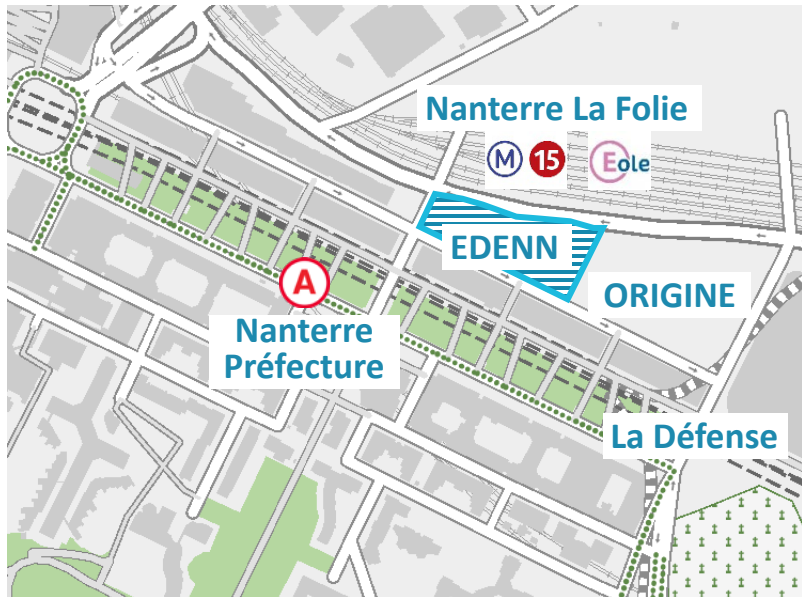 Nanterre La Folie
M 15 Eole
EDENN
ORIGINE
A
Nanterre
Préfecture
La Défense